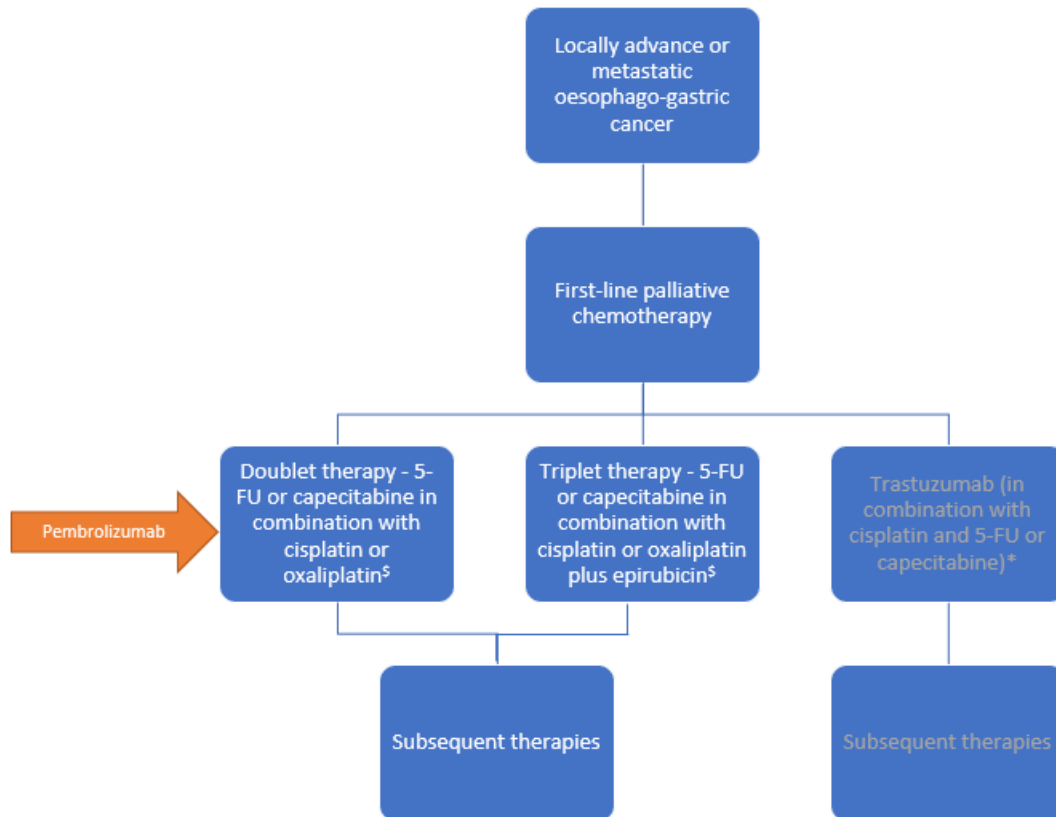 Locally advance or
metastatic
oesophago-gastric
cancer
First-line palliative
chemotherapy
Pembrolizumab
Doublet therapy - 5-
FU or capecitabine in
combination with
cisplatin or
oxaliplatin$
Triplet therapy - 5-FU
or capecitabine in
combination with
cisplatin or oxaliplatin
plus epirubicin$
Trastuzumab (in
combination with
cisplatin and 5-FU or
capecitabine)*
Subsequent therapies
Subsequent therapies